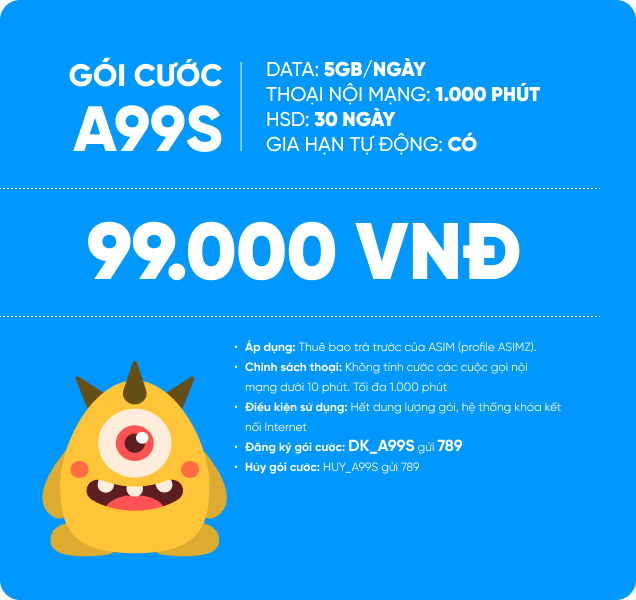 GÓI CƯỚC
A99S
DATA: 5GB/NGÀY
THOẠI NỘI MẠNG: 1.000 PHÚT
HSD: 30 NGÀY
GIA HẠN TỰ ĐỘNG: CÓ
99.000 VNĐ
• Áp dụng: Thuê bao trả trước của ASIM (profile ASIMZ).
• Chính sách thoại: Không tính cước các cuộc gọi nội
mạng dưới 10 phút. Tối đa 1.000 phút
• Điều kiện sử dụng: Hết dung lượng gói, hệ thống khóa kết
nối Internet
• Đăng ký gói cước: DK_A99S gửi 789
• Hủy gói cước: HUY_A99S gửi 789